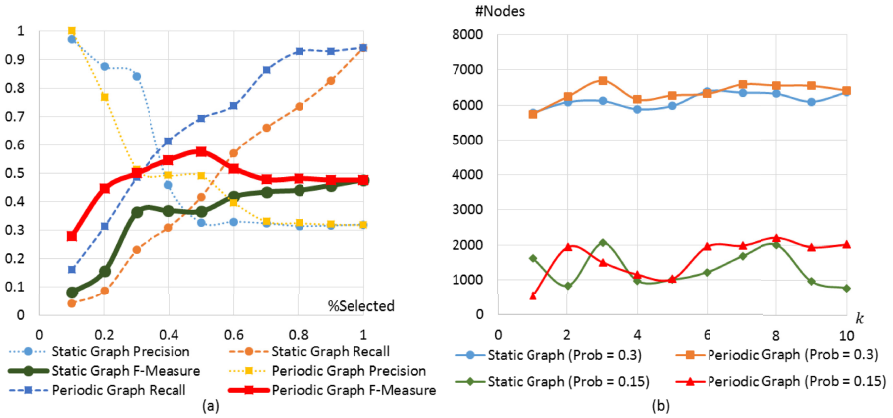 #Nodes
1
0.9
0.8
0.7
0.6
0.5
0.4
0.3
0.2
0.1
0
%Selected
0 0.2 0.4 0.6 0.8 1
Static Graph Precision Static Graph Recall
Static Graph F-Measure Periodic Graph Precision
Periodic Graph Recall Periodic Graph F-Measure
(a)
8000
7000
6000
5000
4000
3000
2000
1000
0
0 2 4 6 8 10
k
Static Graph (Prob = 0.3) Periodic Graph (Prob = 0.3)
Static Graph (Prob = 0.15) Periodic Graph (Prob = 0.15)
(b)